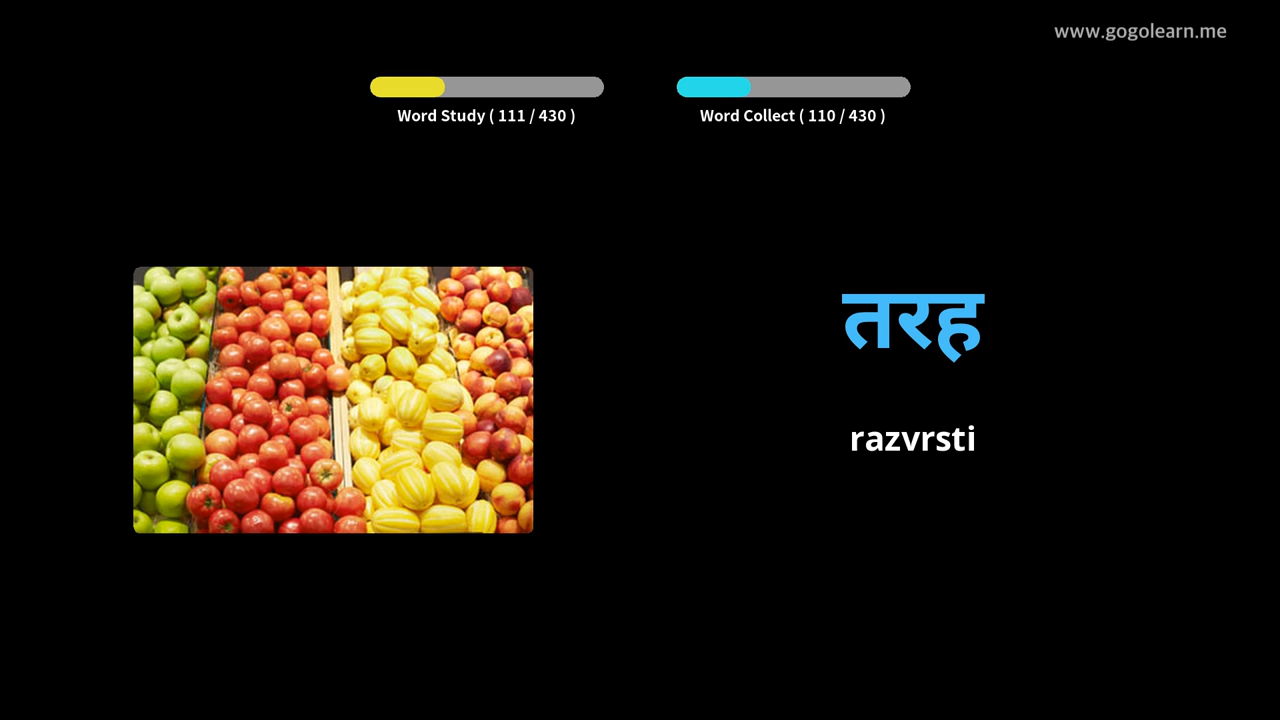 www.gogolearn.me
Word Study ( 111 / 430 )
Word Collect ( 110 / 430 )
तरह
razvrsti